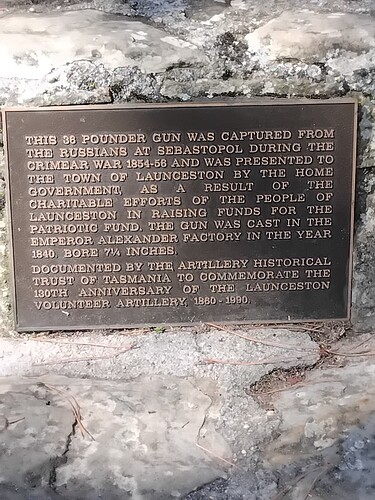 THIS 36 POUNDER GUN WAS CAPTURED FROM
THE RUSSIANS AT SEBASTOPOL DURING THE
CRIMEAR WAR 1854-56 AND WAS PRESENTED TO
THE TOWN OF LAUNCESTON BY THE HOME
GOVERNMENT, AS A RESULT OF THE
CHARITABLE EFFORTS OF THE PEOPLE OF
LAUNCESTON IN RAISING FUNDS FOR THE
PATRIOTIC FUND. THE GUN WAS CAST IN THE
EMPEROR ALEXANDER FACTORY IN THE YEAR
1840. BORE 7¼ INCHES.
DOCUMENTED BY THE ARTILLERY HISTORICAL
TRUST OF TASMANIA TO COMMEMORATE THE
130TH ANNIVERSARY OF THE LAUNCESTON
VOLUNTEER ARTILLERY, 1860-1990.